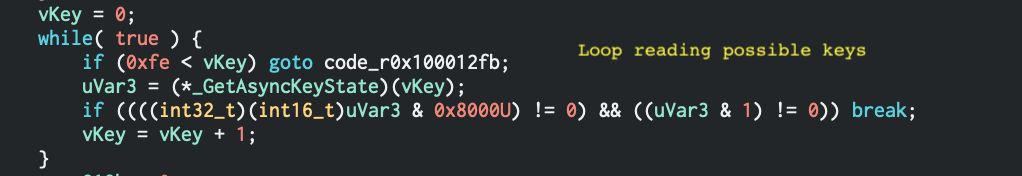 vKey = 0;
while( true ) {
if (0xfe < vKey) goto code_r0x100012fb;
Loop reading possible keys
uVar3 = (*_GetAsyncKeyState)(vKey);
if ((((int32_t)(int16_t)uVar3 & 0x8000U) != 0) && ((uVar3 & 1) != 0)) break;
vKey = vKey + 1;
}